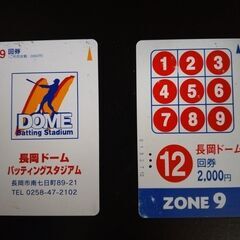 9 回券
DOME
Batting Stadium
長岡ドーム
バッティングスタジアム
長岡市南七日町89-21
TEL 0258-47-2102
1 2 3
4 5 6
7 8 9
12
長岡ドーム
回券
2,000円
ZONE 9